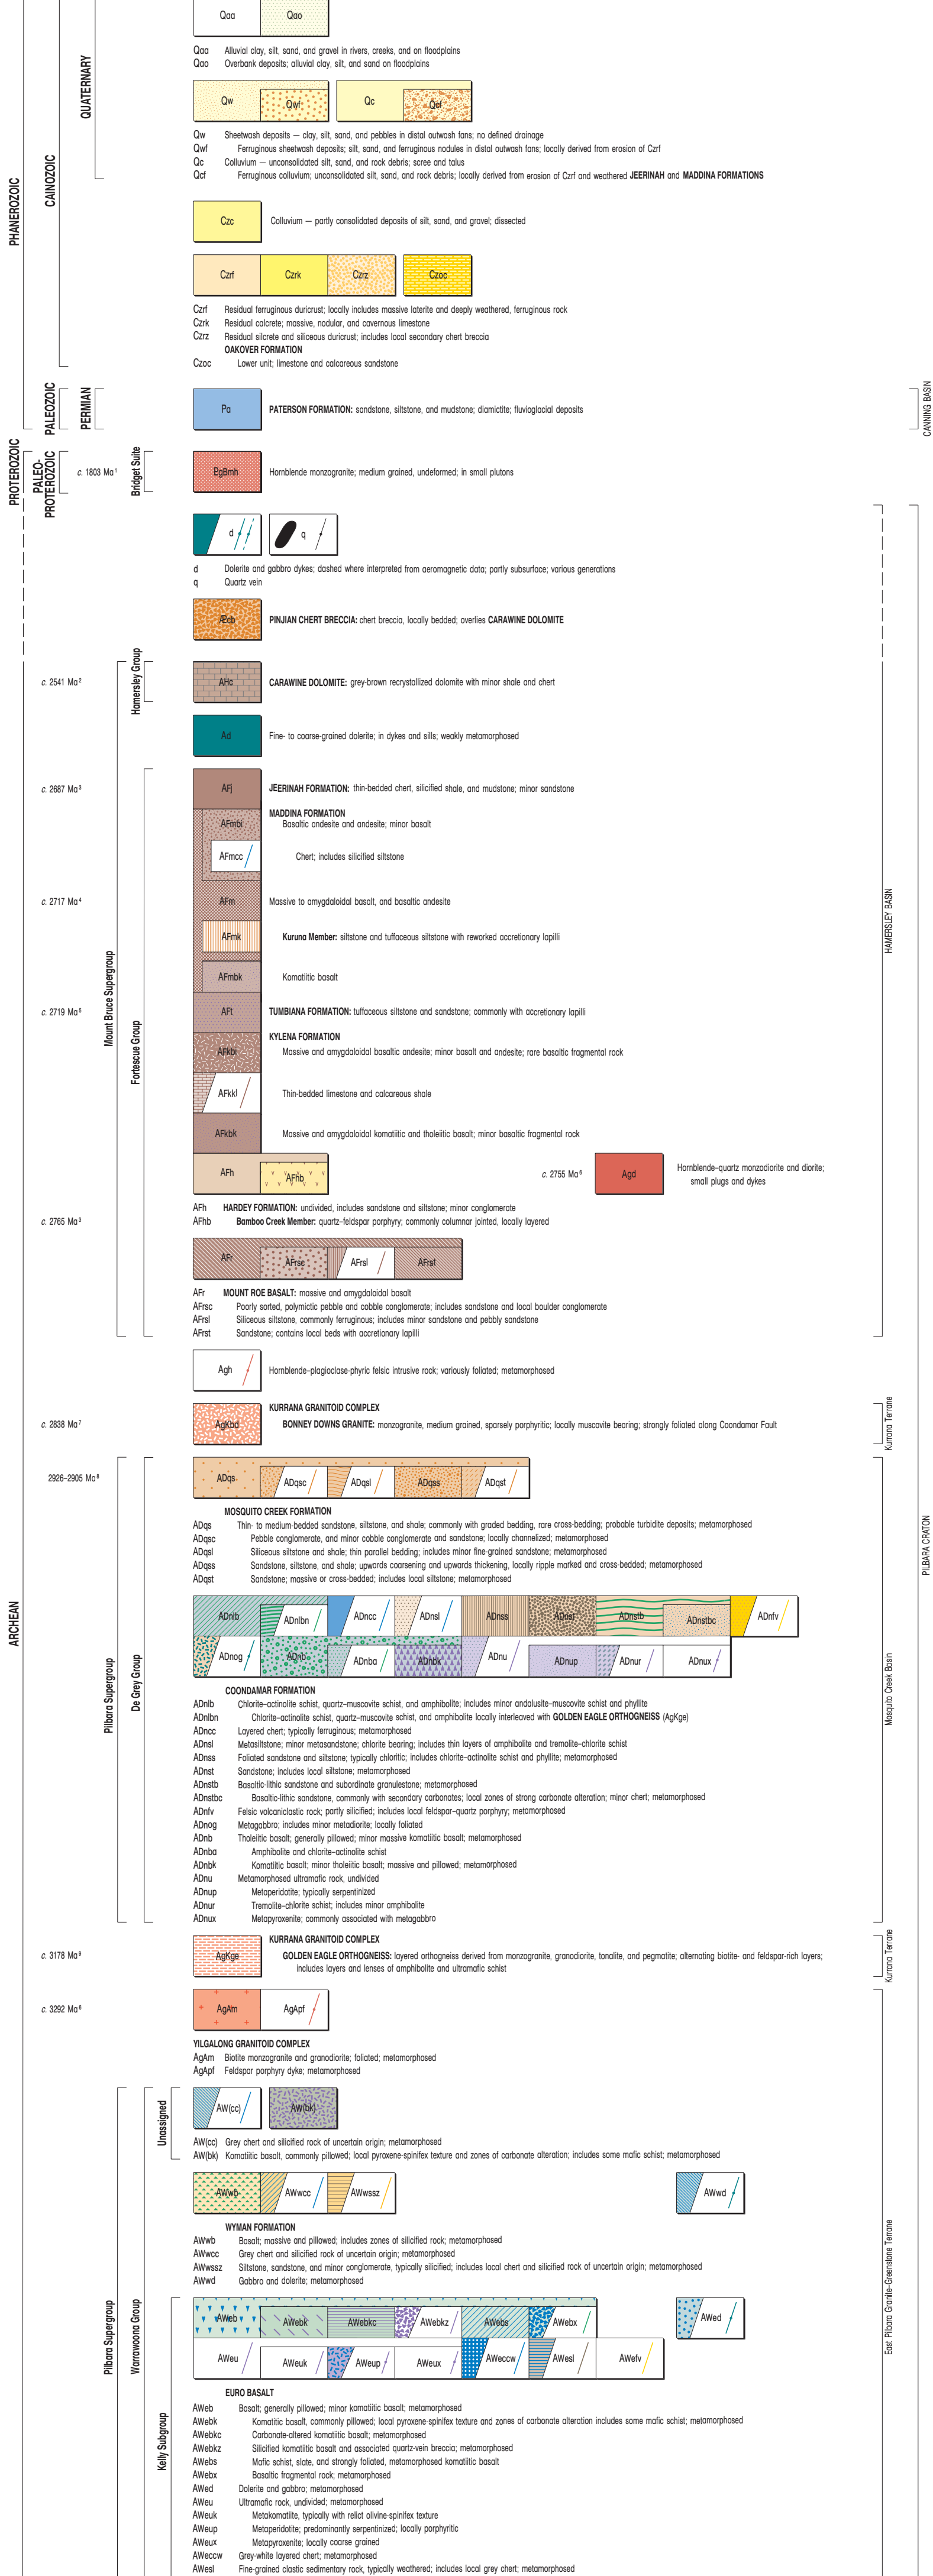 Qaa Qao
Qaa Alluvial clay, silt, sand, and gravel in rivers, creeks, and on floodplains
Qao Overbank deposits; alluvial clay, silt, and sand on floodplains
QUATERNARY
Qw Qwf Qc Qcf
Qw Sheetwash deposits — clay, silt, sand, and pebbles in distal outwash fans; no defined drainage
Qwf Ferruginous sheetwash deposits; silt, sand, and ferruginous nodules in distal outwash fans; locally derived from erosion of Czrf
Qc Colluvium — unconsolidated silt, sand, and rock debris; scree and talus
Qcf Ferruginous colluvium; unconsolidated silt, sand, and rock debris; locally derived from erosion of Czrf and weathered JEERINAH and MADDINA FORMATIONS
PHANEROZOIC
CAINOZOIC
Czc Colluvium — partly consolidated deposits of silt, sand, and gravel; dissected
Czrf Czrk Czrz Czoc
Czrf Residual ferruginous duricrust; locally includes massive laterite and deeply weathered, ferruginous rock
Czrk Residual calcrete; massive, nodular, and cavernous limestone
Czrz Residual silcrete and siliceous duricrust; includes local secondary chert breccia
OAKOVER FORMATION
Czoc Lower unit; limestone and calcareous sandstone
PALEOZOIC
PERMIAN
Pa PATERSON FORMATION: sandstone, siltstone, and mudstone; diamictite; fluvioglacial deposits
CANNING BASIN
PROTEROZOIC
PALEO-
PROTEROZOIC
c. 1803 Ma 1
Bridget Suite
PgBmh Hornblende monzogranite; medium grained, undeformed; in small plutons
d q
d Dolerite and gabbro dykes; dashed where interpreted from aeromagnetic data; partly subsurface; various generations
q Quartz vein
PINJIAN CHERT BRECCIA: chert breccia, locally bedded; overlies CARAWINE DOLOMITE
Hamersley Group
c. 2541 Ma 2
AHc CARAWINE DOLOMITE: grey-brown recrystallized dolomite with minor shale and chert
Ad Fine- to coarse-grained dolerite; in dykes and sills; weakly metamorphosed
c. 2687 Ma 3
AFj JEERINAH FORMATION: thin-bedded chert, silicified shale, and mudstone; minor sandstone
MADDINA FORMATION
AFmbi Basaltic andesite and andesite; minor basalt
AFmcc Chert; includes silicified siltstone
c. 2717 Ma 4
AFm Massive to amygdaloidal basalt, and basaltic andesite
AFmk Kuruna Member: siltstone and tuffaceous siltstone with reworked accretionary lapilli
AFmbk Komatiitic basalt
HAMERSLEY BASIN
c. 2719 Ma 5
AFt TUMBIANA FORMATION: tuffaceous siltstone and sandstone; commonly with accretionary lapilli
Mount Bruce Supergroup
Fortescue Group
KYLENA FORMATION
AFkbi Massive and amygdaloidal basaltic andesite; minor basalt and andesite; rare basaltic fragmental rock
AFkkl Thin-bedded limestone and calcareous shale
AFkbk Massive and amygdaloidal komatiitic and tholeiitic basalt; minor basaltic fragmental rock
AFh AFhb
c. 2755 Ma 6
Agd Hornblende–quartz monzodiorite and diorite;
small plugs and dykes
AFh HARDEY FORMATION: undivided, includes sandstone and siltstone; minor conglomerate
c. 2765 Ma 3
AFhb Bamboo Creek Member: quartz–feldspar porphyry; commonly columnar jointed, locally layered
AFr AFrsc AFrsl AFrst
AFr MOUNT ROE BASALT: massive and amygdaloidal basalt
AFrsc Poorly sorted, polymictic pebble and cobble conglomerate; includes sandstone and local boulder conglomerate
AFrsl Siliceous siltstone, commonly ferruginous; includes minor sandstone and pebbly sandstone
AFrst Sandstone; contains local beds with accretionary lapilli
Agh Hornblende–plagioclase-phyric felsic intrusive rock; variously foliated; metamorphosed
KURRANA GRANITOID COMPLEX
c. 2838 Ma 7
AgKbd BONNEY DOWNS GRANITE: monzogranite, medium grained, sparsely porphyritic; locally muscovite bearing; strongly foliated along Coondamar Fault
Kurrana Terrane
2926–2905 Ma 8
ADqs ADqsc ADqsl ADqss ADqst
MOSQUITO CREEK FORMATION
ADqs Thin- to medium-bedded sandstone, siltstone, and shale; commonly with graded bedding, rare cross-bedding; probable turbidite deposits; metamorphosed
ADqsc Pebble conglomerate, and minor cobble conglomerate and sandstone; locally channelized; metamorphosed
ADqsl Siliceous siltstone and shale; thin parallel bedding; includes minor fine-grained sandstone; metamorphosed
ADqss Sandstone, siltstone, and shale; upwards coarsening and upwards thickening, locally ripple marked and cross-bedded; metamorphosed
ADqst Sandstone; massive or cross-bedded; includes local siltstone; metamorphosed
PILBARA CRATON
ARCHEAN
ADnlb ADnlbn ADncc ADnsl ADnss ADnst ADnstb ADnstbc ADnfv
ADnog ADnb ADnba ADnbk ADnu ADnup ADnur ADnux
Pilbara Supergroup
De Grey Group
Mosquito Creek Basin
COONDAMAR FORMATION
ADnlb Chlorite–actinolite schist, quartz–muscovite schist, and amphibolite; includes minor andalusite–muscovite schist and phyllite
ADnlbn Chlorite–actinolite schist, quartz–muscovite schist, and amphibolite locally interleaved with GOLDEN EAGLE ORTHOGNEISS (AgKge)
ADncc Layered chert; typically ferruginous; metamorphosed
ADnsl Metasiltstone; minor metasandstone; chlorite bearing; includes thin layers of amphibolite and tremolite–chlorite schist
ADnss Foliated sandstone and siltstone; typically chloritic; includes chlorite–actinolite schist and phyllite; metamorphosed
ADnst Sandstone; includes local siltstone; metamorphosed
ADnstb Basaltic-lithic sandstone and subordinate granulestone; metamorphosed
ADnstbc Basaltic-lithic sandstone, commonly with secondary carbonates; local zones of strong carbonate alteration; minor chert; metamorphosed
ADnfv Felsic volcaniclastic rock; partly silicified; includes local feldspar–quartz porphyry; metamorphosed
ADnog Metagabbro; includes minor metadiorite; locally foliated
ADnb Tholeiitic basalt; generally pillowed; minor massive komatiitic basalt; metamorphosed
ADnba Amphibolite and chlorite–actinolite schist
ADnbk Komatiitic basalt; minor tholeiitic basalt; massive and pillowed; metamorphosed
ADnu Metamorphosed ultramafic rock, undivided
ADnup Metaperidotite; typically serpentinized
ADnur Tremolite–chlorite schist; includes minor amphibolite
ADnux Metapyroxenite; commonly associated with metagabbro
KURRANA GRANITOID COMPLEX
c. 3178 Ma 9
AgKge GOLDEN EAGLE ORTHOGNEISS: layered orthogneiss derived from monzogranite, granodiorite, tonalite, and pegmatite; alternating biotite- and feldspar-rich layers;
includes layers and lenses of amphibolite and ultramafic schist
Kurrana Terrane
c. 3292 Ma 8
AgAm AgApf
YILGALONG GRANITOID COMPLEX
AgAm Biotite monzogranite and granodiorite; foliated; metamorphosed
AgApf Feldspar porphyry dyke; metamorphosed
Unassigned
AW(cc) AW(bk)
AW(cc) Grey chert and silicified rock of uncertain origin; metamorphosed
AW(bk) Komatiitic basalt, commonly pillowed; local pyroxene-spinifex texture and zones of carbonate alteration; includes some mafic schist; metamorphosed
AWwb AWwcc AWwssz AWwd
WYMAN FORMATION
AWwb Basalt; massive and pillowed; includes zones of silicified rock; metamorphosed
AWwcc Grey chert and silicified rock of uncertain origin; metamorphosed
AWwssz Siltstone, sandstone, and minor conglomerate, typically silicified; includes local chert and silicified rock of uncertain origin; metamorphosed
AWwd Gabbro and dolerite; metamorphosed
East Pilbara Granite–Greenstone Terrane
Pilbara Supergroup
Warrawoona Group
Kelly Subgroup
AWeb AWebk AWebkc AWebkz AWebs AWebx AWed
AWeu AWeuk AWeup AWeux AWeccw AWesl AWefv
EURO BASALT
AWeb Basalt; generally pillowed; minor komatiitic basalt; metamorphosed
AWebk Komatitic basalt, commonly pillowed; local pyroxene-spinifex texture and zones of carbonate alteration includes some mafic schist; metamorphosed
AWebkc Carbonate-altered komatiitic basalt; metamorphosed
AWebkz Silicified komatiitic basalt and associated quartz-vein breccia; metamorphosed
AWebs Mafic schist, slate, and strongly foliated, metamorphosed komatiitic basalt
AWebx Basaltic fragmental rock; metamorphosed
AWed Dolerite and gabbro; metamorphosed
AWeu Ultramafic rock, undivided; metamorphosed
AWeuk Metakomatiite, typically with relict olivine-spinifex texture
AWeup Metaperidotite; predominantly serpentinized; locally porphyritic
AWeux Metapyroxenite; locally coarse grained
AWeccw Grey-white layered chert; metamorphosed
AWesl Fine-grained clastic sedimentary rock, typically weathered; includes local grey chert; metamorphosed